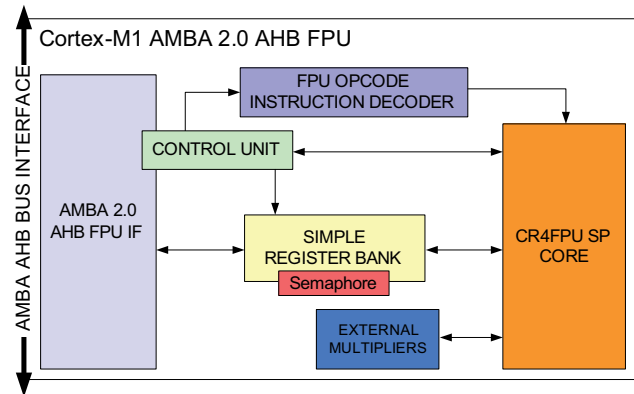 Cortex-M1 AMBA 2.0 AHB FPU
AMBA AHB BUS INTERFACE
FPU OPCODE
INSTRUCTION DECODER
CONTROL UNIT
AMBA 2.0
AHB FPU IF
SIMPLE
REGISTER BANK
Semaphore
CR4FPU SP
CORE
EXTERNAL
MULTIPLIERS